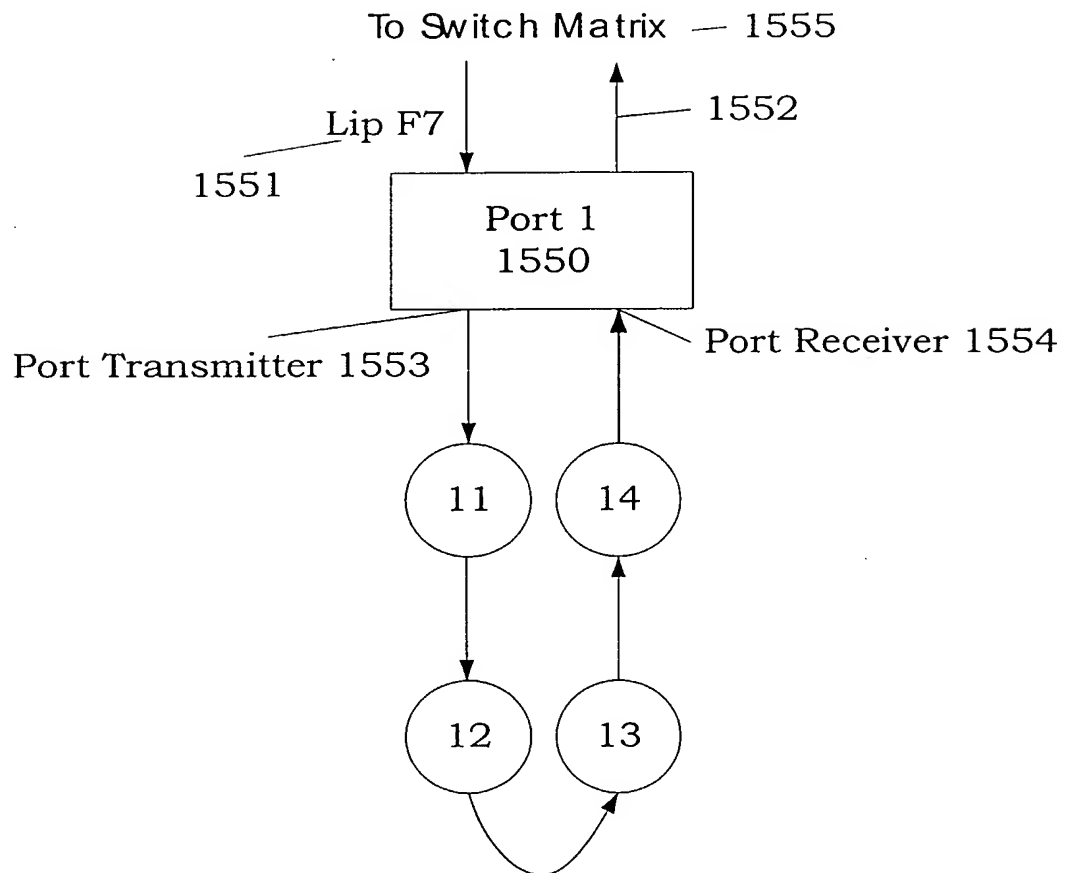 To Switch Matrix 1555
1552
Lip F7
1551
Port 1
1550
Port Transmitter 1553
Port Receiver 1554
11
14
12
13